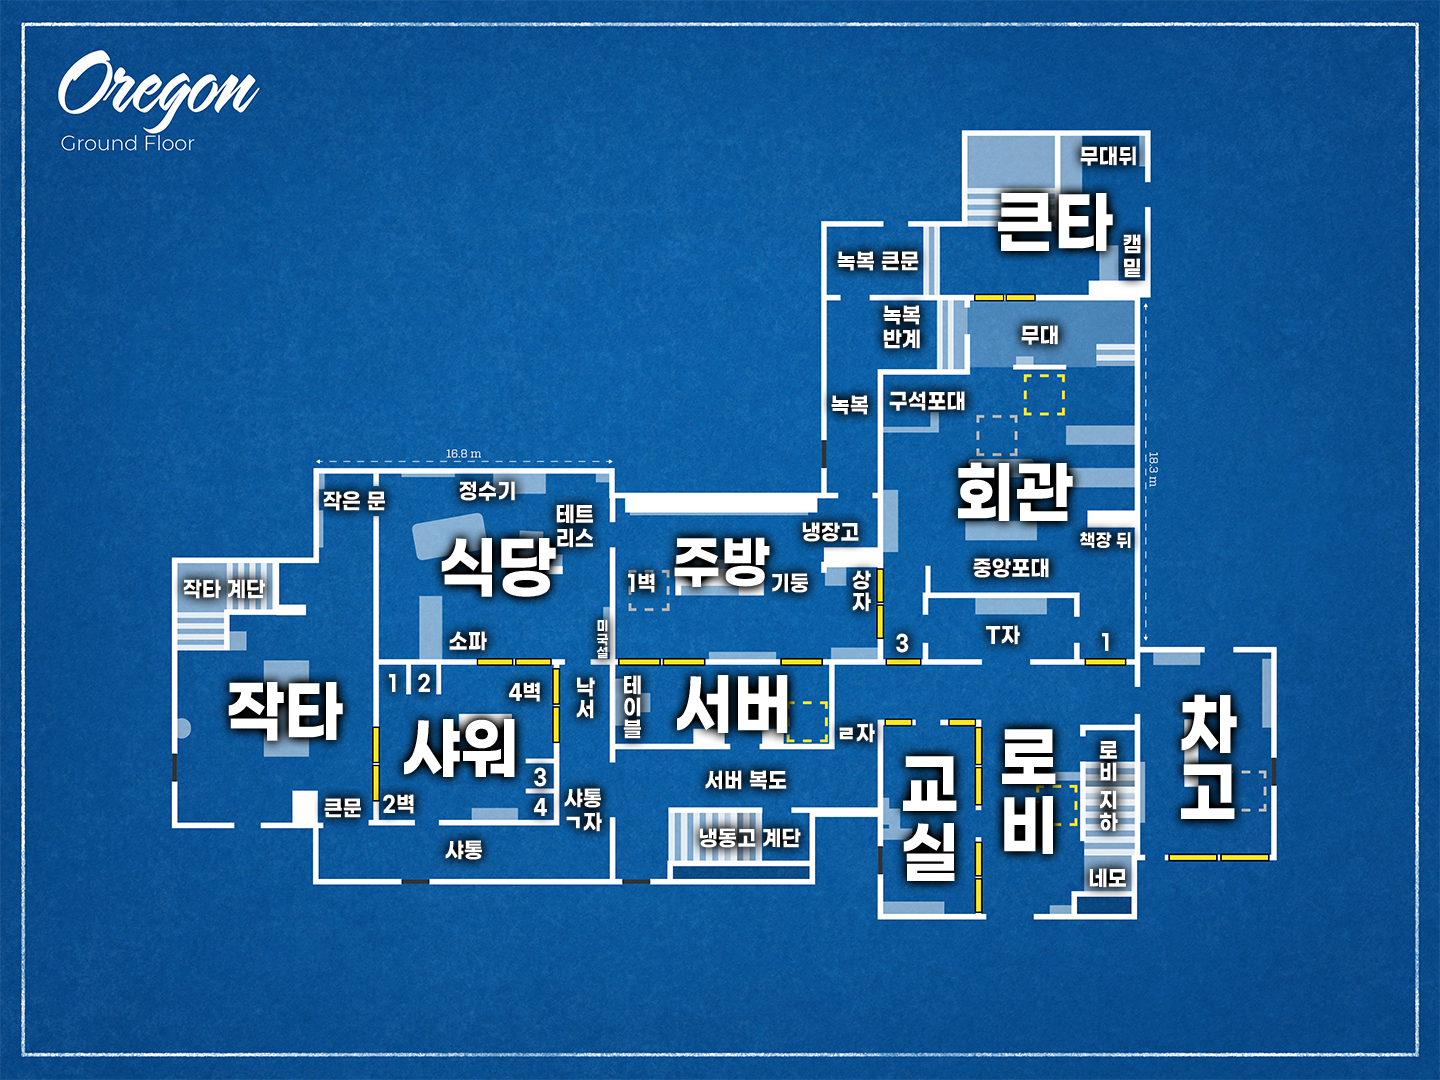 Oregon
Ground Floor
무대뒤
큰타
캠
밑
녹복 큰문
녹복
반계
무대
녹복
구석포대
16.8 m
18.3 m
회관
책장 뒤
중앙포대
작은 문
정수기
테트
리스
식당
소파
미
국
설
주방
냉장고
1벽
기둥
상
자
3
T자
1
작타 계단
작타
큰문
1
2
4벽
샤워
2벽
3
4
낙
서
샤통
ㄱ자
샤통
테
이
블
서버
ㄹ자
서버 복도
냉동고 계단
교
실
로
비
로
비
지
하
네모
차
고